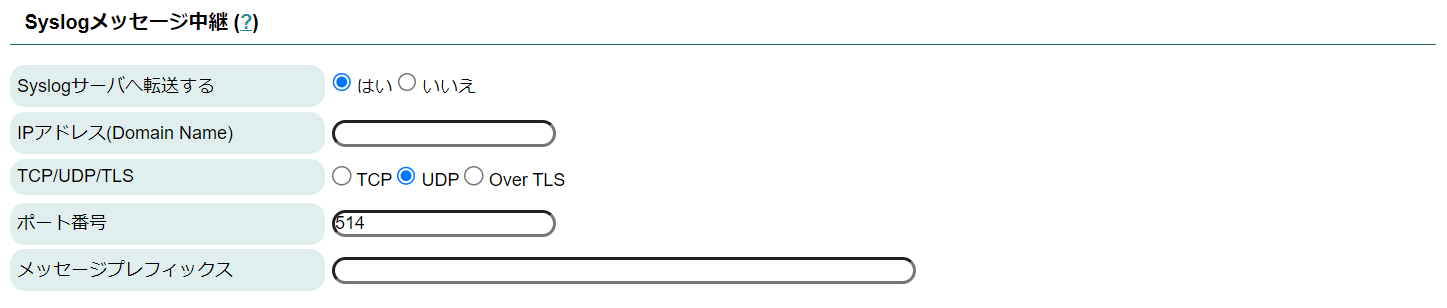 Syslogメッセージ中継 (?)
Syslogサーバへ転送する はい いいえ
IPアドレス(Domain Name)
TCP/UDP/TLS TCP UDP Over TLS
ポート番号 514
メッセージプレフィックス